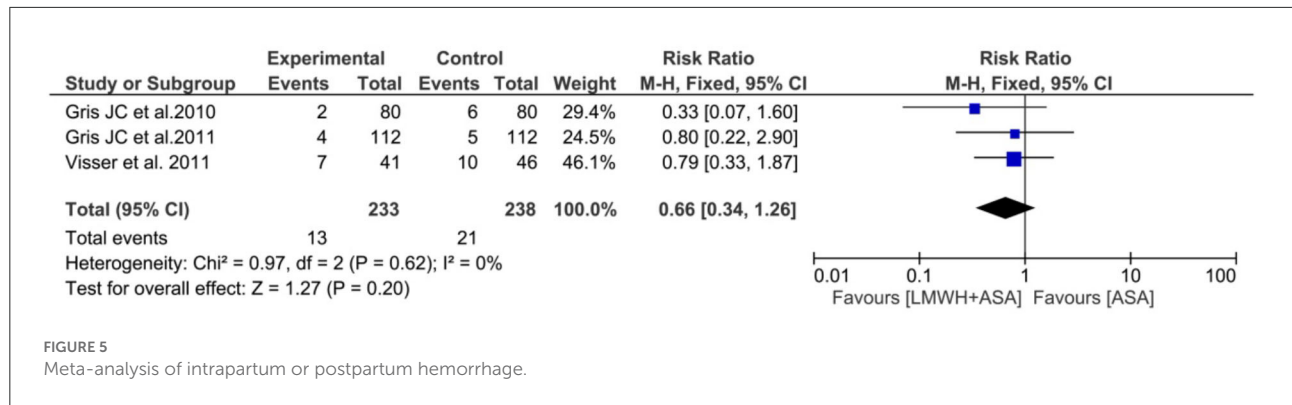 Experimental Control Risk Ratio Risk Ratio
Study or Subgroup Events Total Events Total Weight M-H, Fixed, 95% CI M-H, Fixed, 95% CI
Gris JC et al.2010 2 80 6 80 29.4% 0.33 [0.07, 1.60]
Gris JC et al.2011 4 112 5 112 24.5% 0.80 [0.22, 2.90]
Visser et al. 2011 7 41 10 46 46.1% 0.79 [0.33, 1.87]
Total (95% CI) 233 238 100.0% 0.66 [0.34, 1.26]
Total events 13 21
Heterogeneity: Chi² = 0.97, df = 2 (P = 0.62); I² = 0%
Test for overall effect: Z = 1.27 (P = 0.20)
0.01 0.1 1 10 100
Favours [LMWH+ASA] Favours [ASA]
FIGURE 5
Meta-analysis of intrapartum or postpartum hemorrhage.